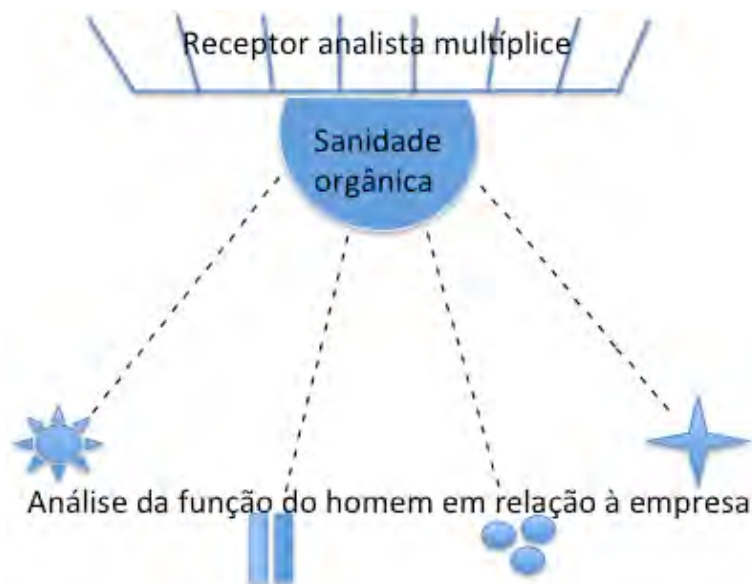 Receptor analista multíplice
Sanidade
orgânica
Análise da função do homem em relação à empresa